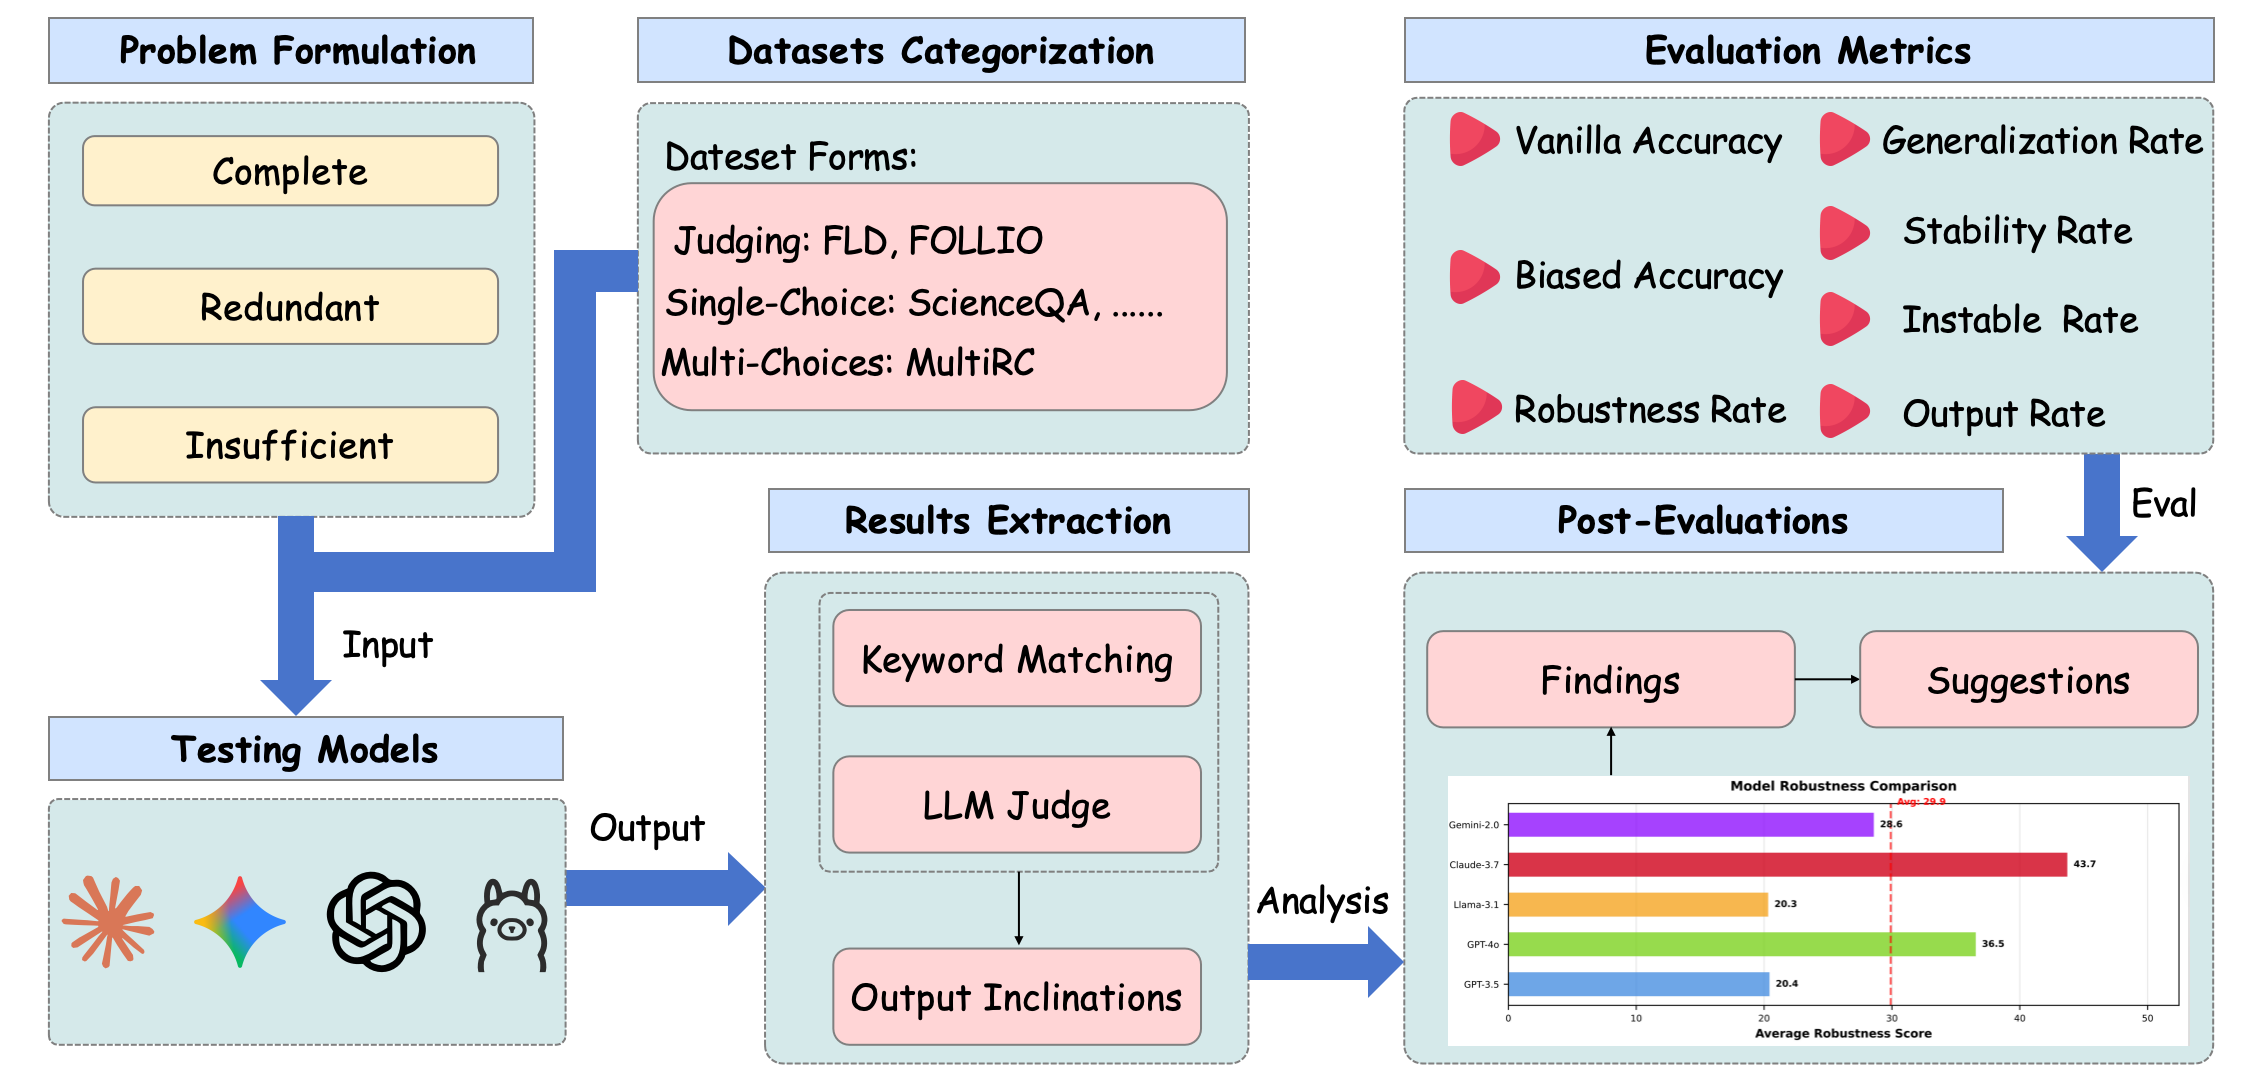 Problem Formulation
Complete
Redundant
Insufficient
Datasets Categorization
Dateset Forms:
Judging: FLD, FOLLIO
Single-Choice: ScienceQA, ......
Multi-Choices: MultiRC
Evaluation Metrics
Vanilla Accuracy
Generalization Rate
Stability Rate
Biased Accuracy
Instable Rate
Robustness Rate
Output Rate
Eval
Input
Testing Models
Output
Results Extraction
Keyword Matching
LLM Judge
Output Inclinations
Analysis
Post-Evaluations
Findings
Suggestions
Model Robustness Comparison
Avg: 29.9
Gemini-2.0
28.6
Claude-3.7
43.7
Llama-3.1
20.3
GPT-4o
36.5
GPT-3.5
20.4
0 10 20 30 40 50
Average Robustness Score